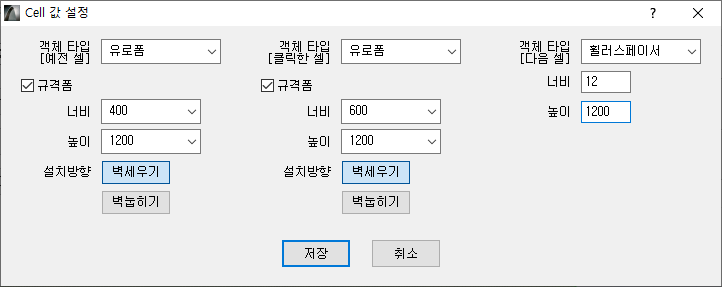 Cell 값 설정
객체 타입
[예전 셀]
유로폼
규격폼
너비
400
높이
1200
설치방향
벽세우기
벽눕히기
객체 타입
[클릭한 셀]
유로폼
규격폼
너비
600
높이
1200
설치방향
벽세우기
벽눕히기
객체 타입
[다음 셀]
휠러스페이서
너비
12
높이
1200
저장
취소